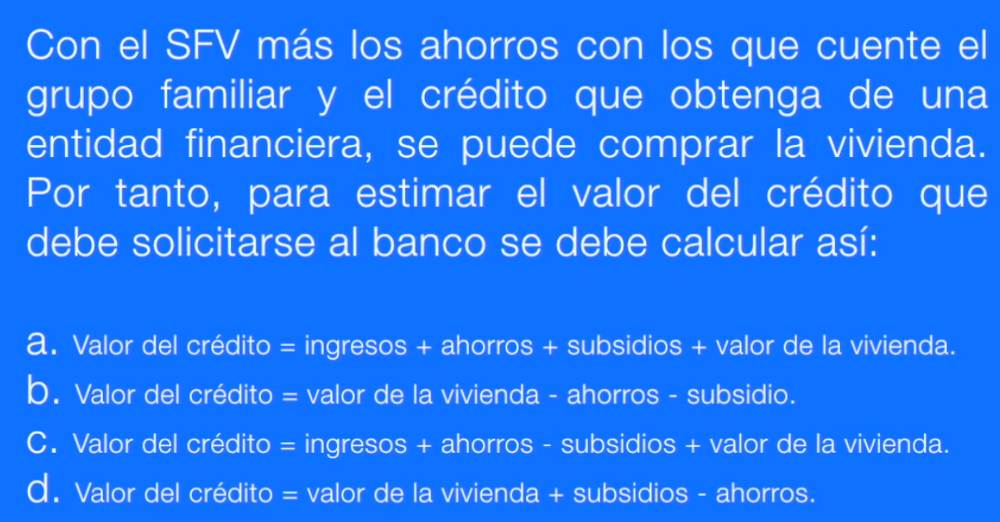 Con el SFV más los ahorros con los que cuente el
grupo familiar y el crédito que obtenga de una
entidad financiera, se puede comprar la vivienda.
Por tanto, para estimar el valor del crédito que
debe solicitarse al banco se debe calcular así:
a. Valor del crédito = ingresos + ahorros + subsidios + valor de la vivienda.
b. Valor del crédito = valor de la vivienda - ahorros - subsidio.
c. Valor del crédito = ingresos + ahorros - subsidios + valor de la vivienda.
d. Valor del crédito = valor de la vivienda + subsidios - ahorros.